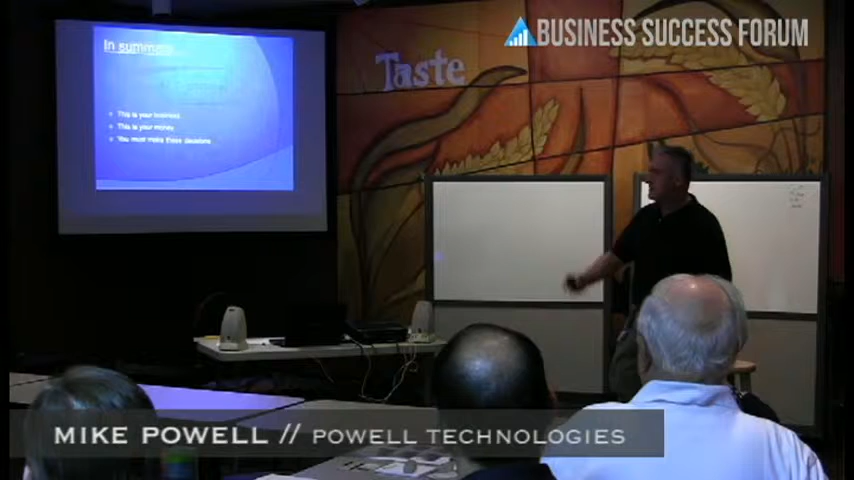 BUSINESS SUCCESS FORUM
In summary
This is your business.
This is your money.
You must make these decisions.
Taste
MIKE POWELL // POWELL TECHNOLOGIES